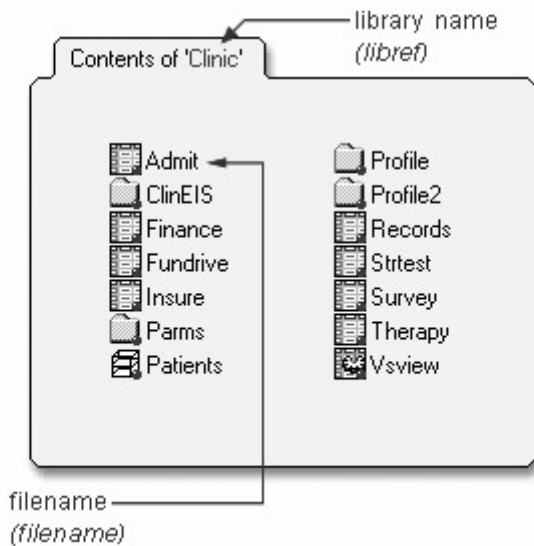 library name
(libref)
Contents of 'Clinic'
Admit
ClinEIS
Finance
Fundrive
Insure
Parms
Patients
Profile
Profile2
Records
Strtest
Survey
Therapy
Vsview
filename
(filename)